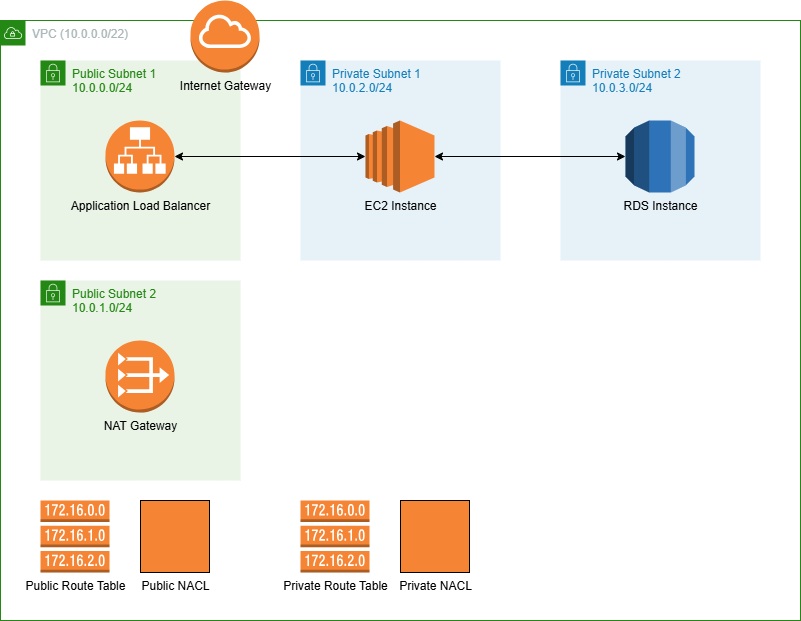 VPC (10.0.0.0/22)
Internet Gateway
Public Subnet 1
10.0.0.0/24
Application Load Balancer
Private Subnet 1
10.0.2.0/24
EC2 Instance
Private Subnet 2
10.0.3.0/24
RDS Instance
Public Subnet 2
10.0.1.0/24
NAT Gateway
172.16.0.0
172.16.1.0
172.16.2.0
Public Route Table
Public NACL
172.16.0.0
172.16.1.0
172.16.2.0
Private Route Table
Private NACL